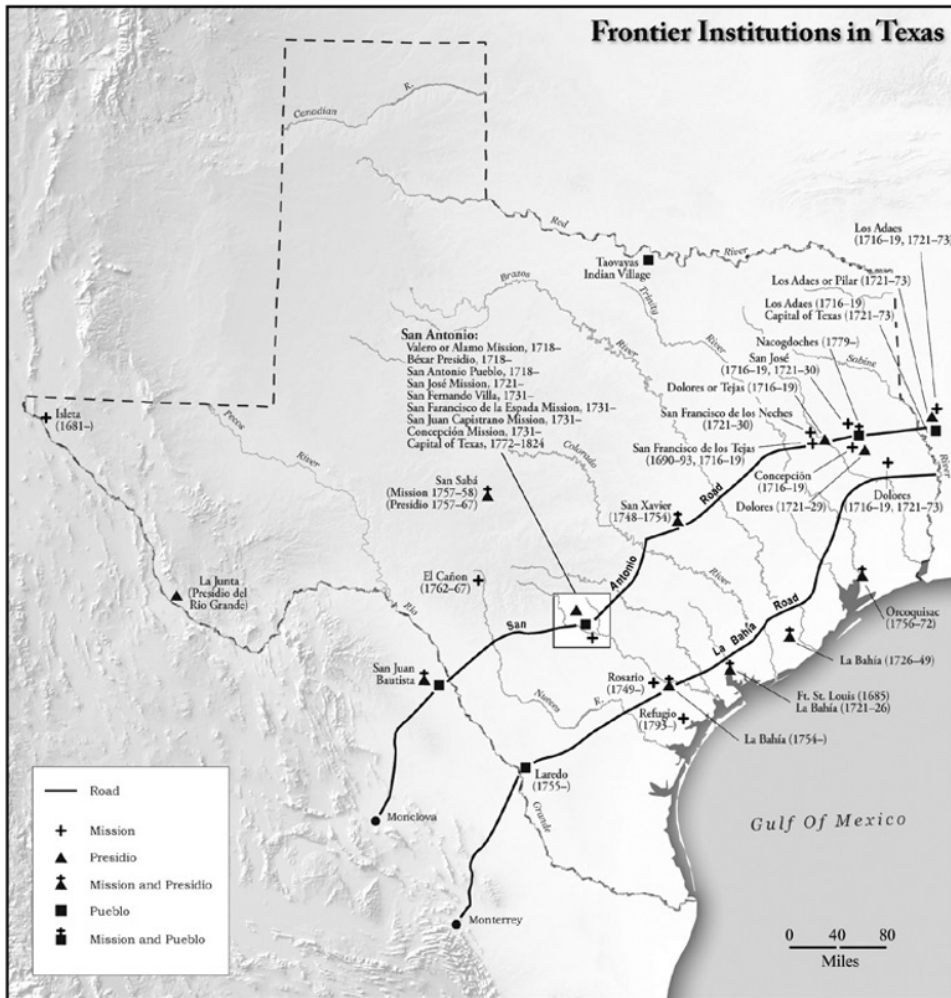 Frontier Institutions in Texas
Canadian
R.
Red
River
Los Adaes
(1716–19, 1721–73)
Taovayas
Indian Village
Los Adaes or Pilar (1721–73)
Brazos
River
Trinity
River
Los Adaes (1716–19)
Capital of Texas (1721–73)
San Antonio:
Valero or Alamo Mission, 1718–
Béxar Presidio, 1718–
San Antonio Pueblo, 1718–
San José Mission, 1721–
San Fernando Villa, 1731–
San Farancisco de la Espada Mission, 1731–
San Juan Capistrano Mission, 1731–
Concepción Mission, 1731–
Capital of Texas, 1772–1824
Nacogdoches (1779–)
San José
(1716–19, 1721–30)
Sabine
River
Dolores or Tejas (1716–19)
San Francisco de los Neches
(1721–30)
San Francisco de los Tejas
(1690–93, 1716–19)
Isleta
(1681–)
Pecos
River
Colorado
River
Concepción
(1716–19)
Dolores (1721–29)
Dolores
(1716–19, 1721–73)
San Sabá
(Mission 1757–58)
(Presidio 1757–67)
San Xavier
(1748–1754)
San
Antonio
Road
El Cañon
(1762–67)
La Junta
(Presidio del
Rio Grande)
Rio
Grande
Orcoquisac
(1756–72)
La Bahía
Road
La Bahía (1726–49)
San Juan
Bautista
Rosario
(1749–)
Ft. St. Louis (1685)
La Bahía (1721–26)
Nueces
R.
Refugio
(1793–)
La Bahía (1754–)
Laredo
(1755–)
Monclova
Monterrey
Gulf Of Mexico
Road
Mission
Presidio
Mission and Presidio
Pueblo
Mission and Pueblo
0 40 80
Miles